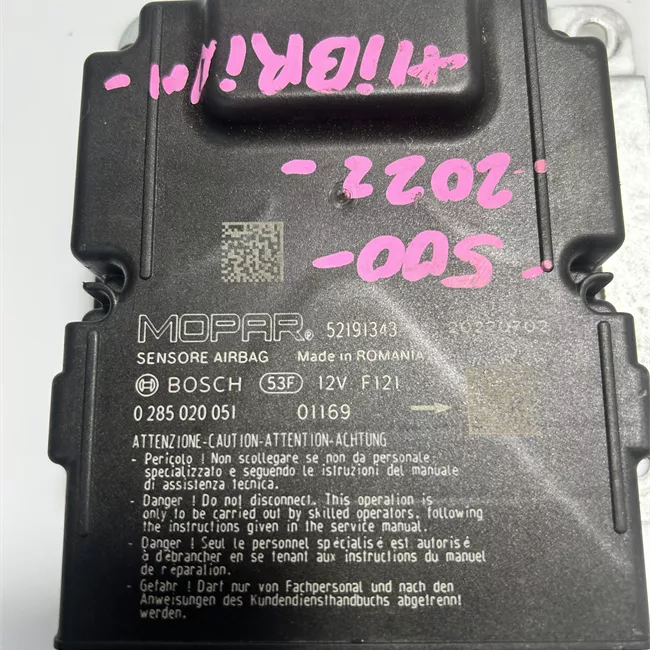 -HiBRiDA-
-2022-
-500-
MOPAR® 52191343 20220702
SENSORE AIRBAG Made in ROMANIA
BOSCH 53F 12V F121
0 285 020 051 01169
ATTENZIONE-CAUTION-ATTENTION-ACHTUNG
- Pericolo ! Non scollegare se non da personale
specializzato e seguendo le istruzioni del manuale
di assistenza tecnica.
- Danger ! Do not disconnect. This operation is
only to be carried out by skilled operators, following
the instructions given in the service manual.
- Danger ! Seul le personnel spécialisé est autorisé
à débrancher en se tenant aux instructions du manuel
de réparation.
- Gefahr ! Darf nur von Fachpersonal und nach den
Anweisungen des Kundendiensthandbuchs abgetrennt
werden.